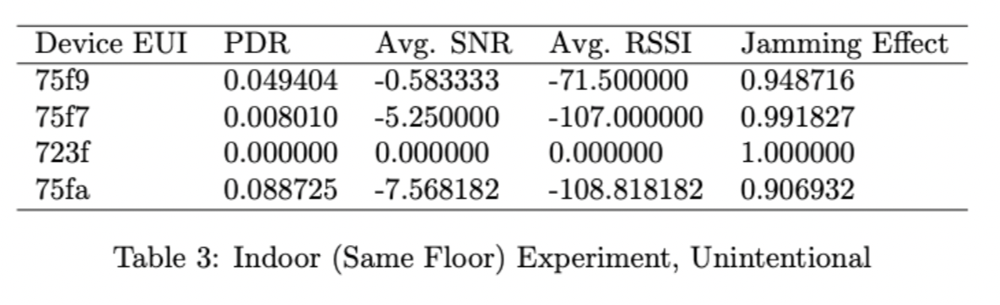 Device EUI PDR Avg. SNR Avg. RSSI Jamming Effect
75f9 0.049404 -0.583333 -71.500000 0.948716
75f7 0.008010 -5.250000 -107.000000 0.991827
723f 0.000000 0.000000 0.000000 1.000000
75fa 0.088725 -7.568182 -108.818182 0.906932
Table 3: Indoor (Same Floor) Experiment, Unintentional